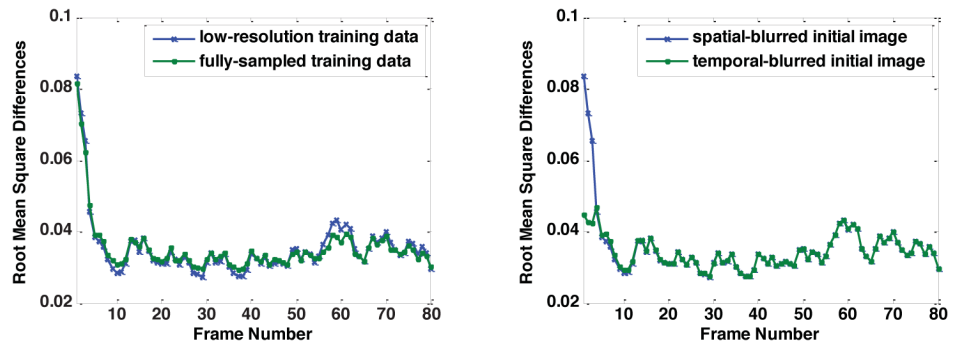 0.1
0.08
0.06
0.04
0.02
Root Mean Square Differences
low-resolution training data
fully-sampled training data
10 20 30 40 50 60 70 80
Frame Number
0.1
0.08
0.06
0.04
0.02
Root Mean Square Differences
spatial-blurred initial image
temporal-blurred initial image
10 20 30 40 50 60 70 80
Frame Number